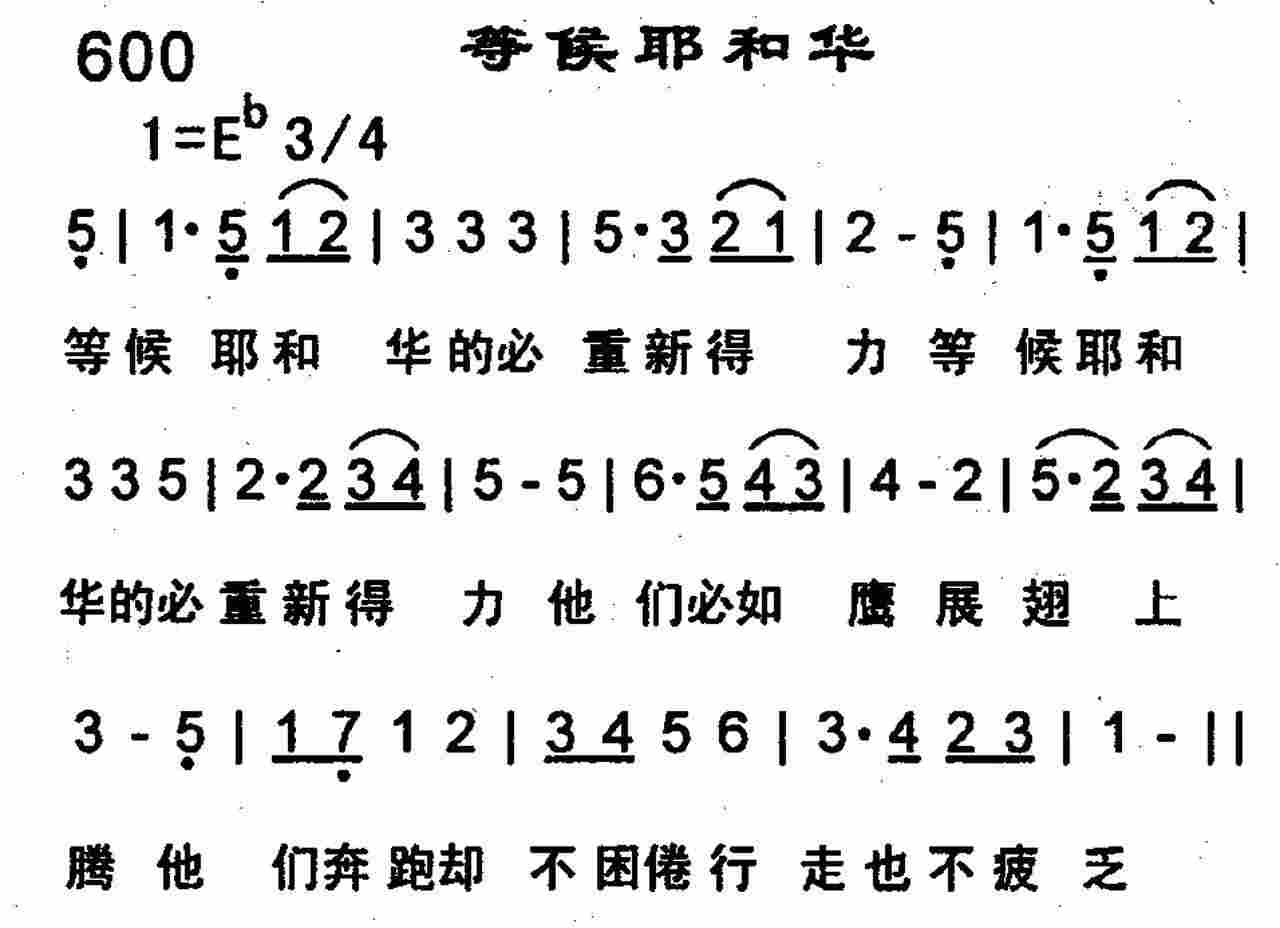 600 等候耶和华
1=E♭ 3/4
5̣ | 1· 5̣ 1 2 | 3 3 3 | 5· 3 2 1 | 2 - 5̣ | 1· 5̣ 1 2 |
等候 耶和 华的必 重新得 力等 候耶和
3 3 5 | 2· 2 3 4 | 5 - 5 | 6· 5 4 3 | 4 - 2 | 5· 2 3 4 |
华的必重新得 力他 们必如 鹰展翅 上
3 - 5̣ | 1 7̣ 1 2 | 3 4 5 6 | 3· 4 2 3 | 1 - ||
腾他 们奔跑却 不困倦行 走也不疲 乏